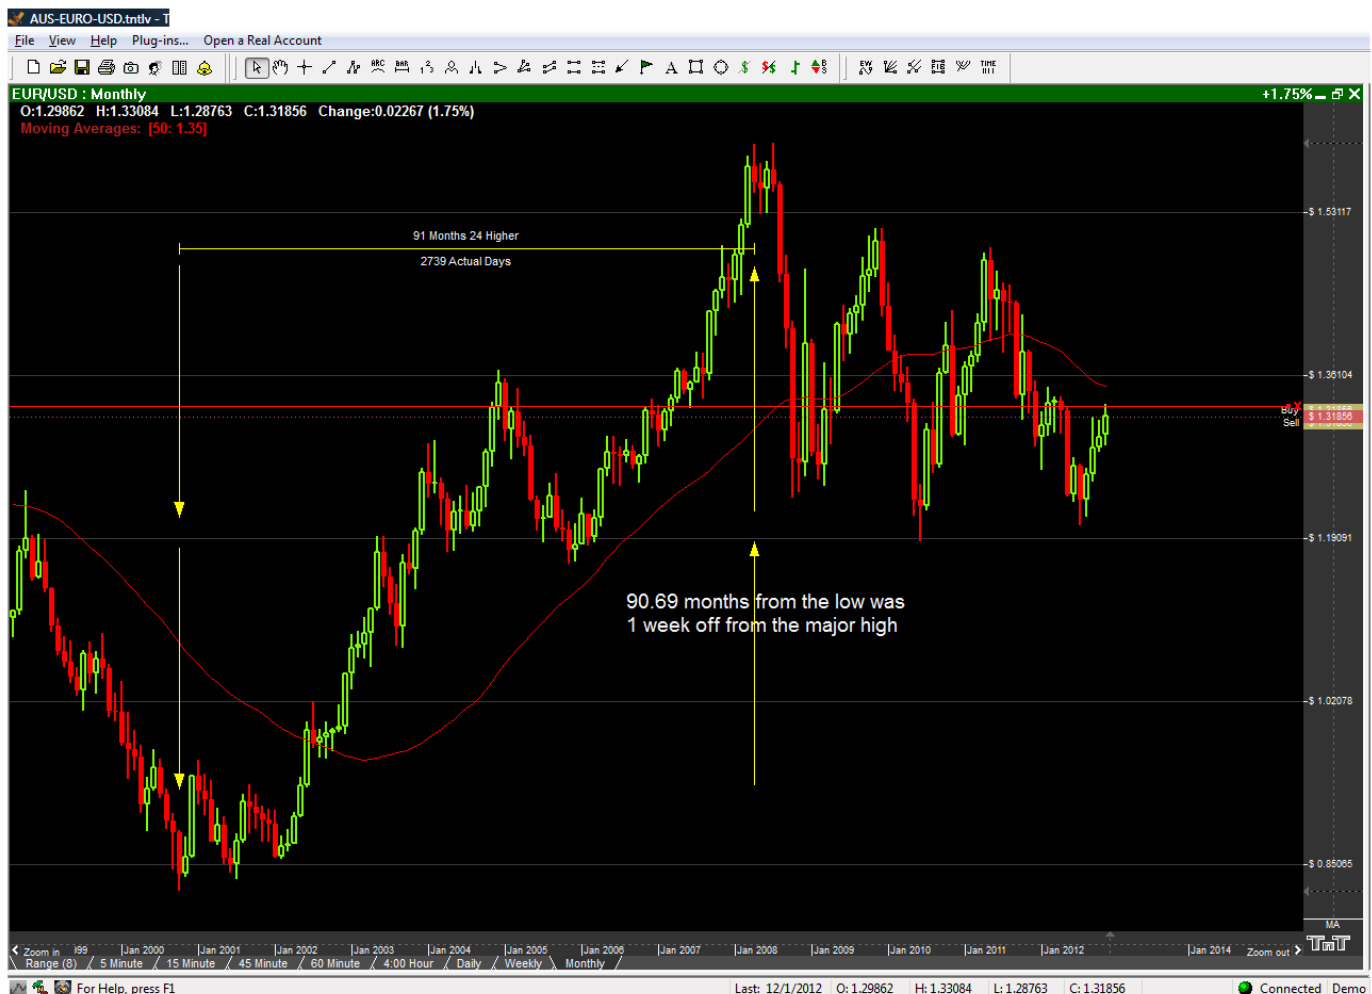 AUS-EURO-USD.tntlv - T
File View Help Plug-ins... Open a Real Account
EUR/USD : Monthly
+1.75%
O:1.29862 H:1.33084 L:1.28763 C:1.31856 Change:0.02267 (1.75%)
Moving Averages: [50: 1.35]
$ 1.53117
91 Months 24 Higher
2739 Actual Days
$ 1.36104
Buy
$ 1.31856
Sell
$ 1.19091
90.69 months from the low was
1 week off from the major high
$ 1.02078
$ 0.85065
MA
TnT
Zoom in Jan 2000 Jan 2001 Jan 2002 Jan 2003 Jan 2004 Jan 2005 Jan 2006 Jan 2007 Jan 2008 Jan 2009 Jan 2010 Jan 2011 Jan 2012 Jan 2014 Zoom out
Range (8) 5 Minute 15 Minute 45 Minute 60 Minute 4:00 Hour Daily Weekly Monthly
For Help, press F1
Last: 12/1/2012 O: 1.29862 H: 1.33084 L: 1.28763 C: 1.31856 Connected Demo